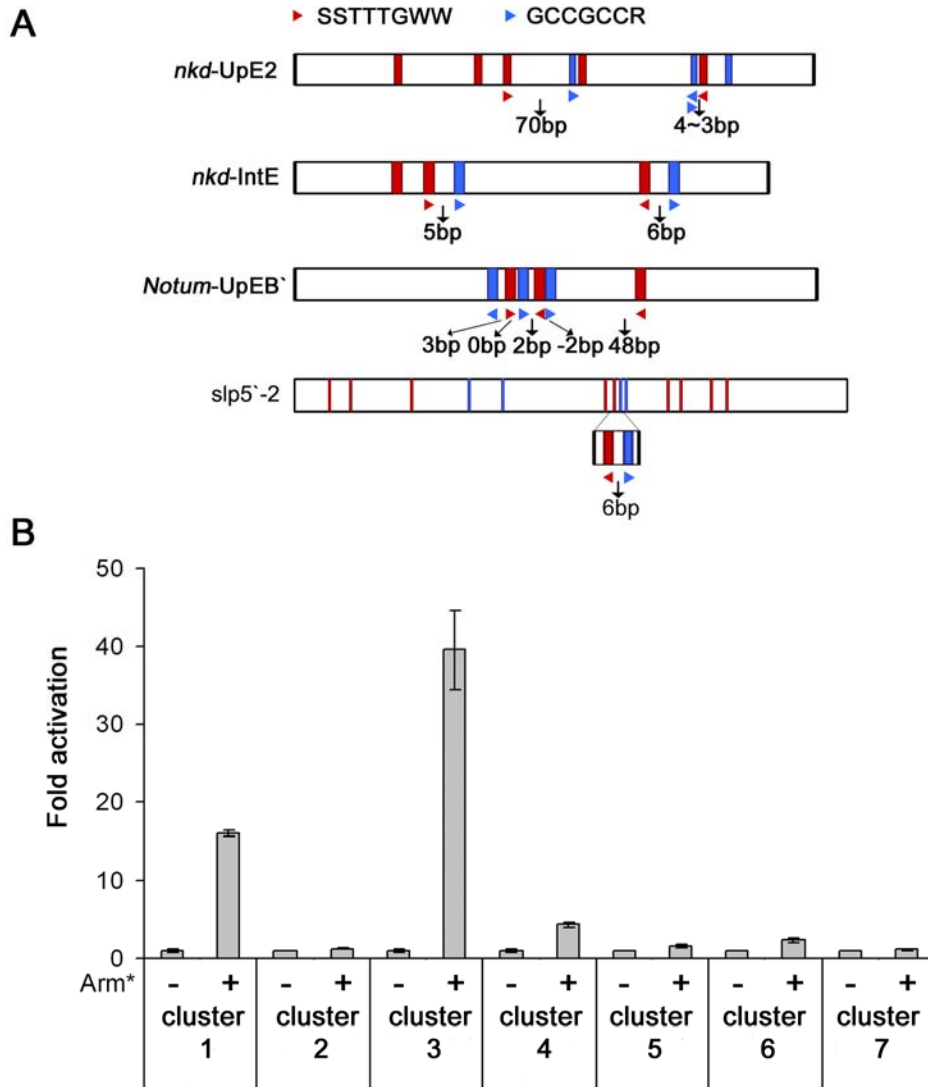 A
SSTTTGWW GCCGCCR
nkd-UpE2
70bp 4~3bp
nkd-IntE
5bp 6bp
Notum-UpEB`
3bp 0bp 2bp -2bp 48bp
slp5`-2
6bp
B
Fold activation
50
40
30
20
10
0
Arm* - + - + - + - + - + - + - +
cluster cluster cluster cluster cluster cluster cluster
1 2 3 4 5 6 7